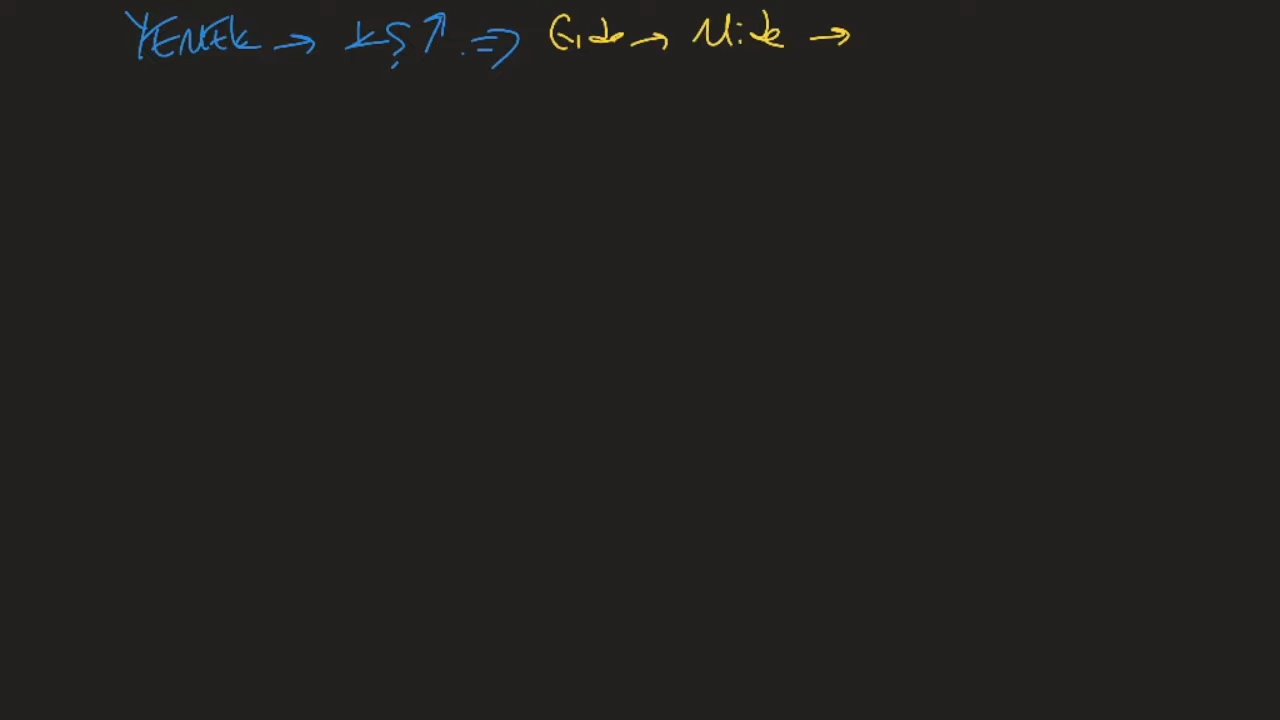 YEMEK → KŞ ↑ ⇒ Gıda → Mide →